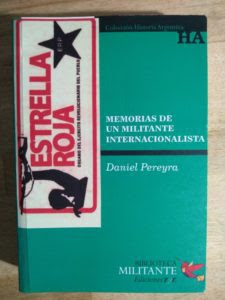 Colección Historia Argentina
HA
ERP
ESTRELLA
ROJA
ORGANO DEL EJERCITO REVOLUCIONARIO DEL PUEBLO
MEMORIAS DE
UN MILITANTE
INTERNACIONALISTA
Daniel Pereyra
BIBLIOTECA
MILITANTE
Ediciones